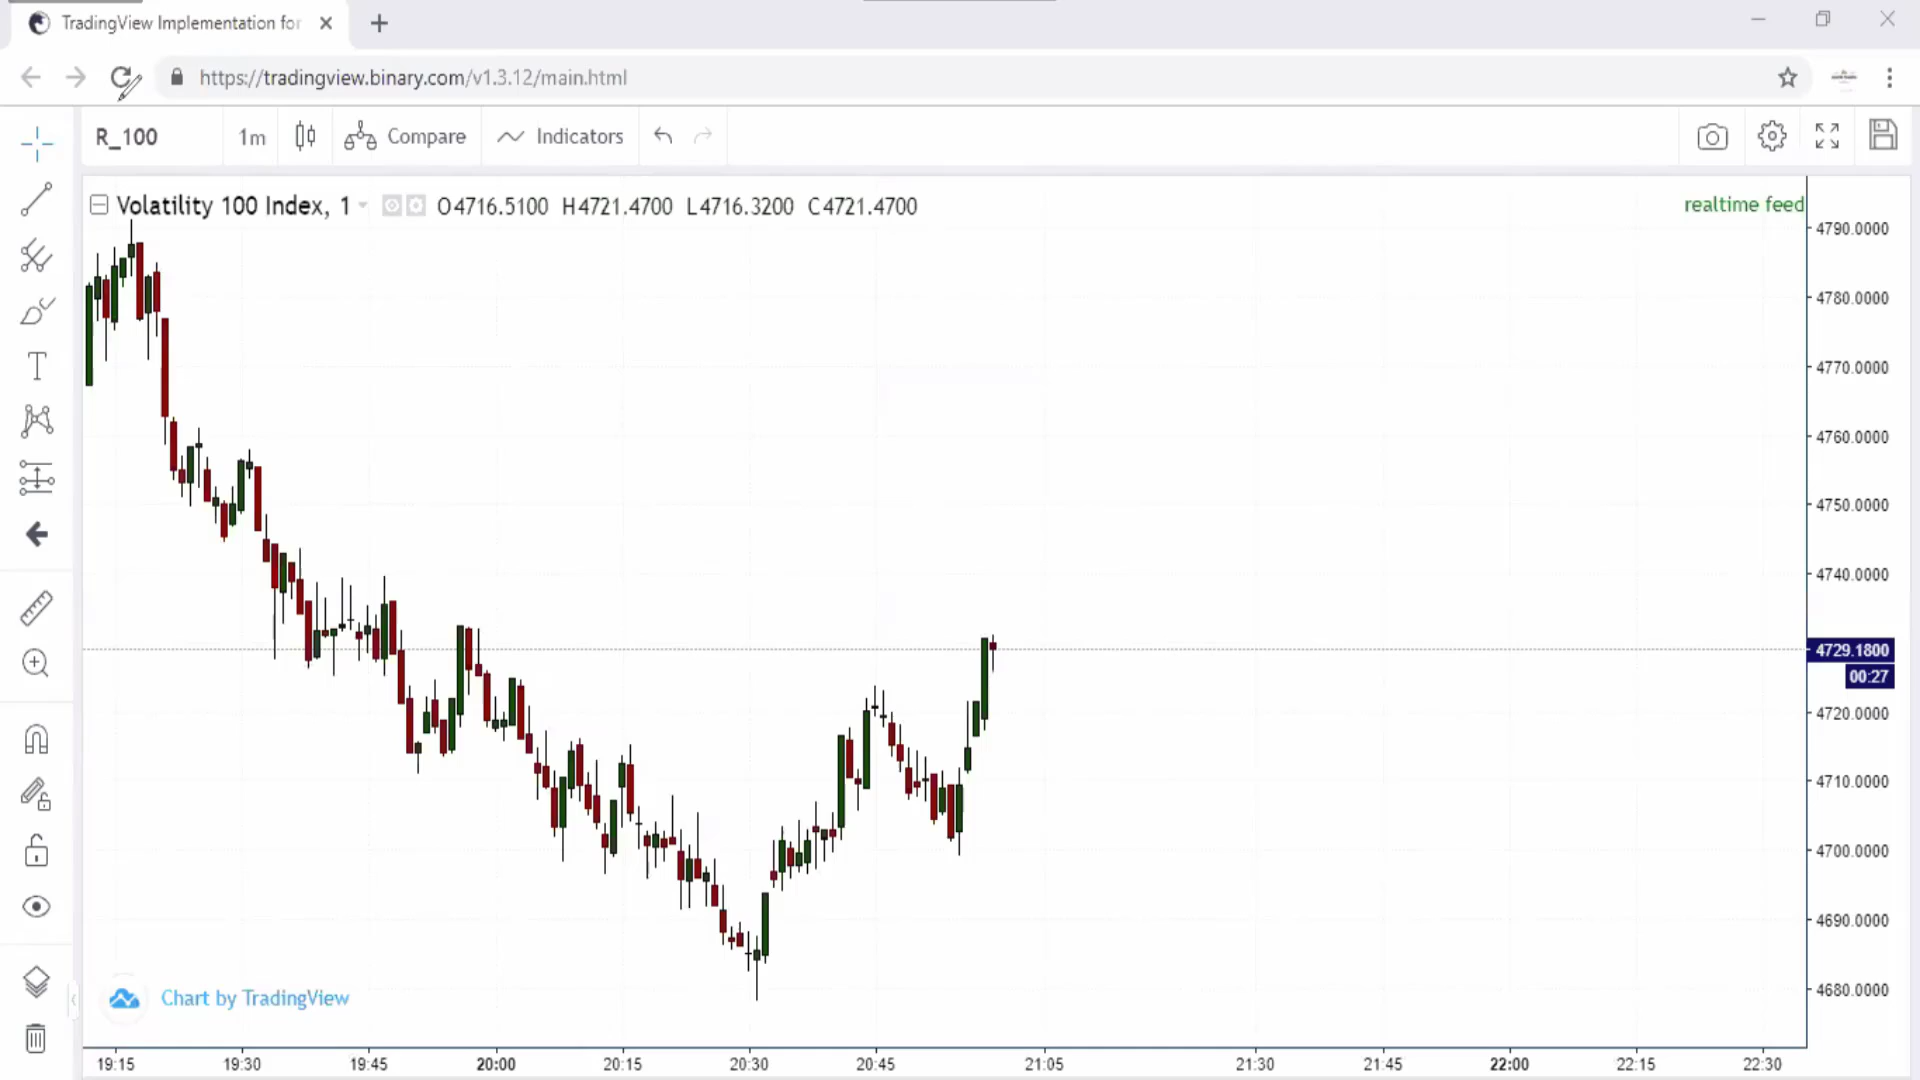 TradingView Implementation for
https://tradingview.binary.com/v1.3.12/main.html
R_100 1m Compare Indicators
Volatility 100 Index, 1 O4716.5100 H4721.4700 L4716.3200 C4721.4700
realtime feed
4790.0000
4780.0000
4770.0000
4760.0000
4750.0000
4740.0000
4729.1800
00:27
4720.0000
4710.0000
4700.0000
4690.0000
4680.0000
Chart by TradingView
19:15 19:30 19:45 20:00 20:15 20:30 20:45 21:05 21:30 21:45 22:00 22:15 22:30